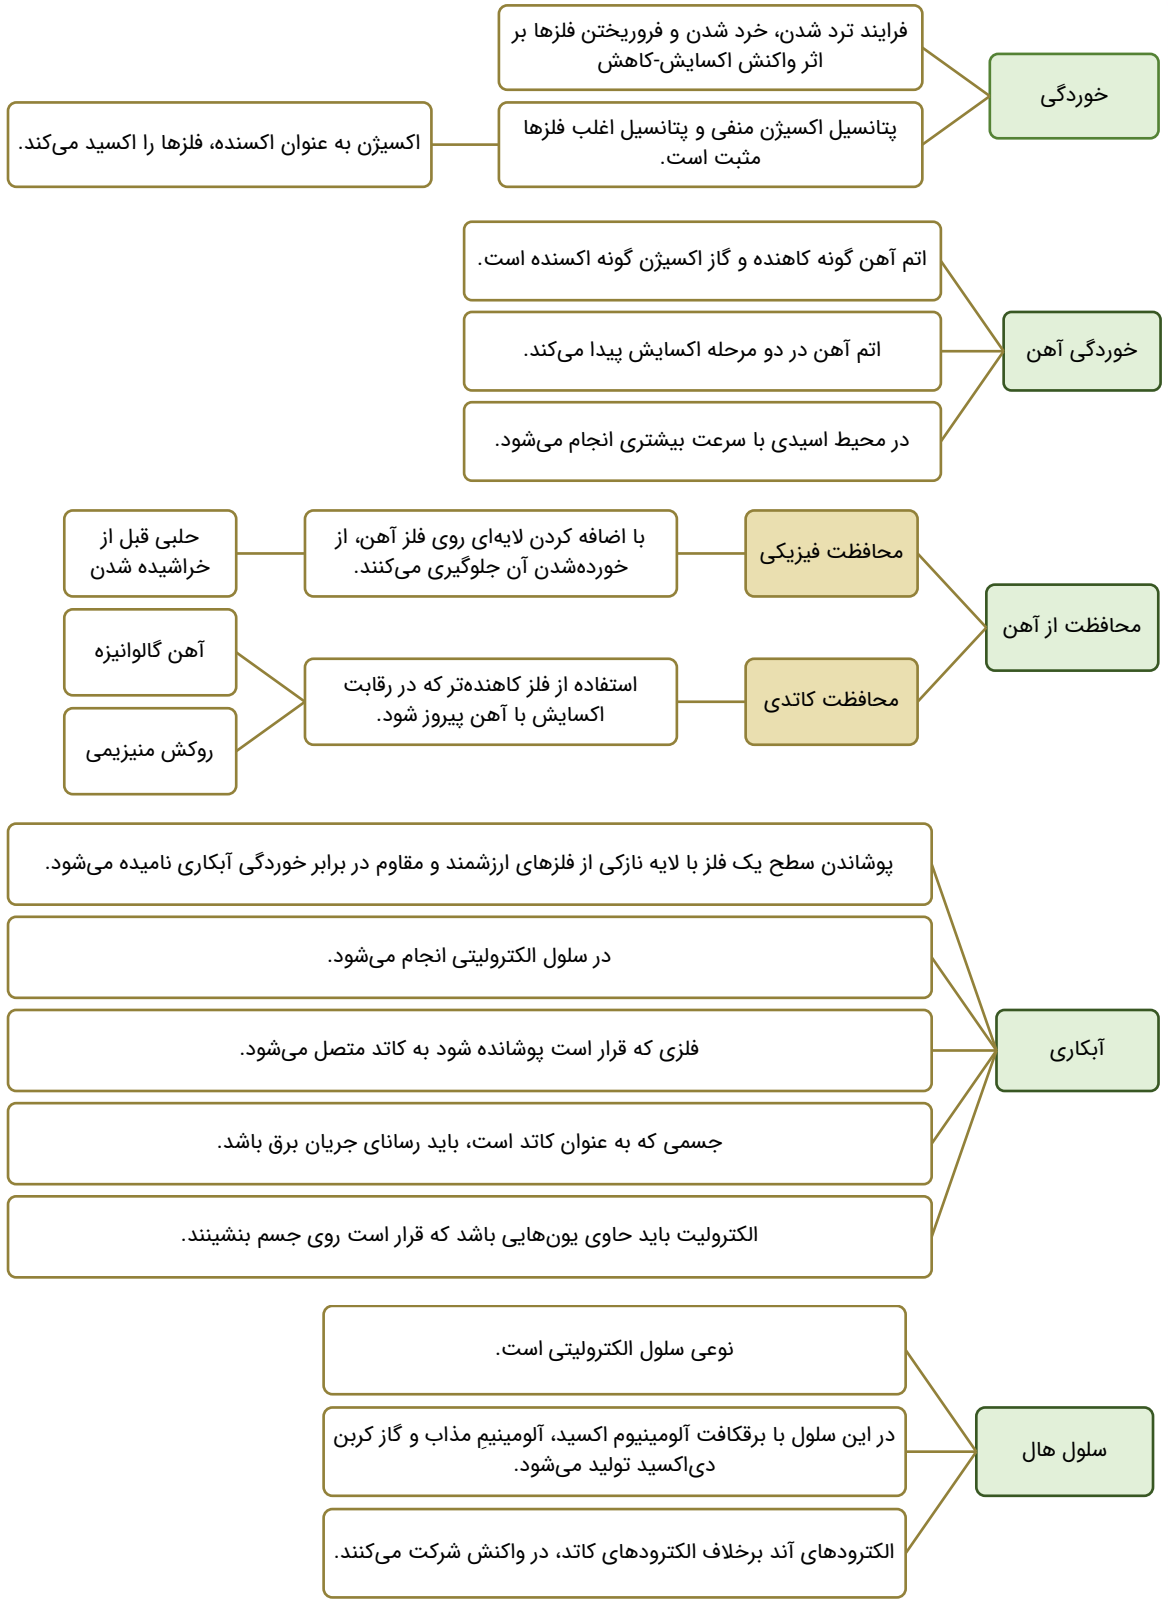 خوردگی
فرایند ترد شدن، خرد شدن و فروریختن فلزها بر
اثر واکنش اکسایش-کاهش
پتانسیل اکسیژن منفی و پتانسیل اغلب فلزها
مثبت است.
اکسیژن به عنوان اکسنده، فلزها را اکسید می‌کند.
خوردگی آهن
اتم آهن گونه کاهنده و گاز اکسیژن گونه اکسنده است.
اتم آهن در دو مرحله اکسایش پیدا می‌کند.
در محیط اسیدی با سرعت بیشتری انجام می‌شود.
محافظت از آهن
محافظت فیزیکی
با اضافه کردن لایه‌ای روی فلز آهن، از
خورده‌شدن آن جلوگیری می‌کنند.
حلبی قبل از
خراشیده شدن
محافظت کاتدی
استفاده از فلز کاهنده‌تر که در رقابت
اکسایش با آهن پیروز شود.
آهن گالوانیزه
روکش منیزیمی
آبکاری
پوشاندن سطح یک فلز با لایه نازکی از فلزهای ارزشمند و مقاوم در برابر خوردگی آبکاری نامیده می‌شود.
در سلول الکترولیتی انجام می‌شود.
فلزی که قرار است پوشانده شود به کاتد متصل می‌شود.
جسمی که به عنوان کاتد است، باید رسانای جریان برق باشد.
الکترولیت باید حاوی یون‌هایی باشد که قرار است روی جسم بنشینند.
سلول هال
نوعی سلول الکترولیتی است.
در این سلول با برقکافت آلومینیوم اکسید، آلومینیمِ مذاب و گاز کربن
دی‌اکسید تولید می‌شود.
الکترودهای آند برخلاف الکترودهای کاتد، در واکنش شرکت می‌کنند.